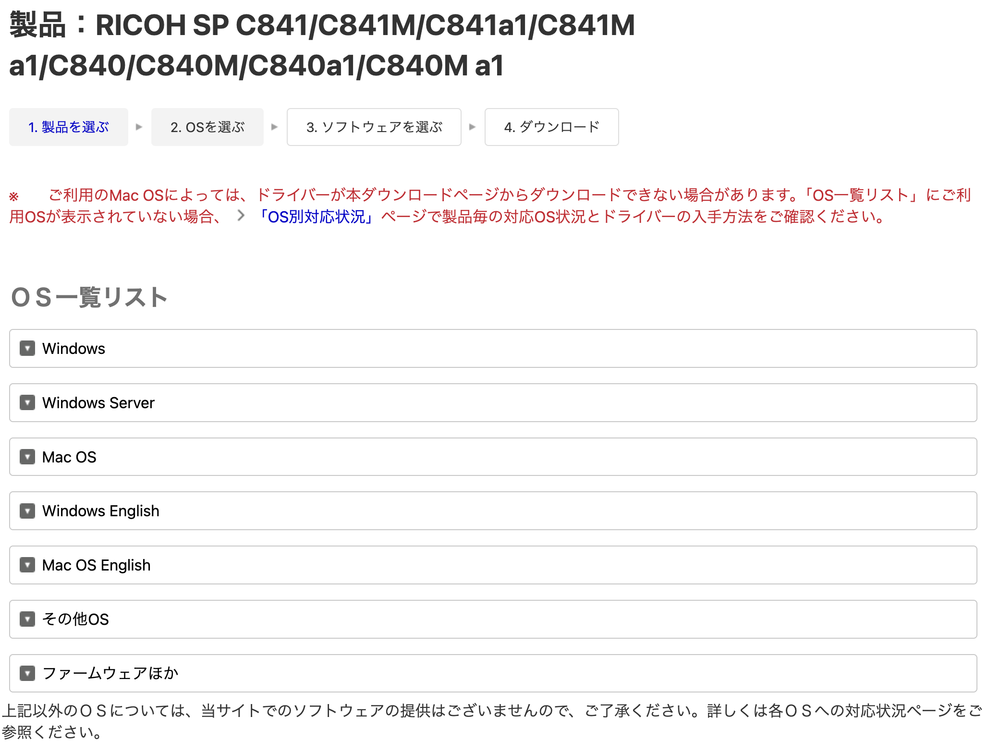 製品：RICOH SP C841/C841M/C841a1/C841M
a1/C840/C840M/C840a1/C840M a1
1. 製品を選ぶ ▶ 2. OSを選ぶ ▶ 3. ソフトウェアを選ぶ ▶ 4. ダウンロード
※　ご利用のMac OSによっては、ドライバーが本ダウンロードページからダウンロードできない場合があります。「OS一覧リスト」にご利
用OSが表示されていない場合、 「OS別対応状況」ページで製品毎の対応OS状況とドライバーの入手方法をご確認ください。
ＯＳ一覧リスト
Windows
Windows Server
Mac OS
Windows English
Mac OS English
その他OS
ファームウェアほか
上記以外のＯＳについては、当サイトでのソフトウェアの提供はございませんので、ご了承ください。詳しくは各ＯＳへの対応状況ページをご
参照ください。